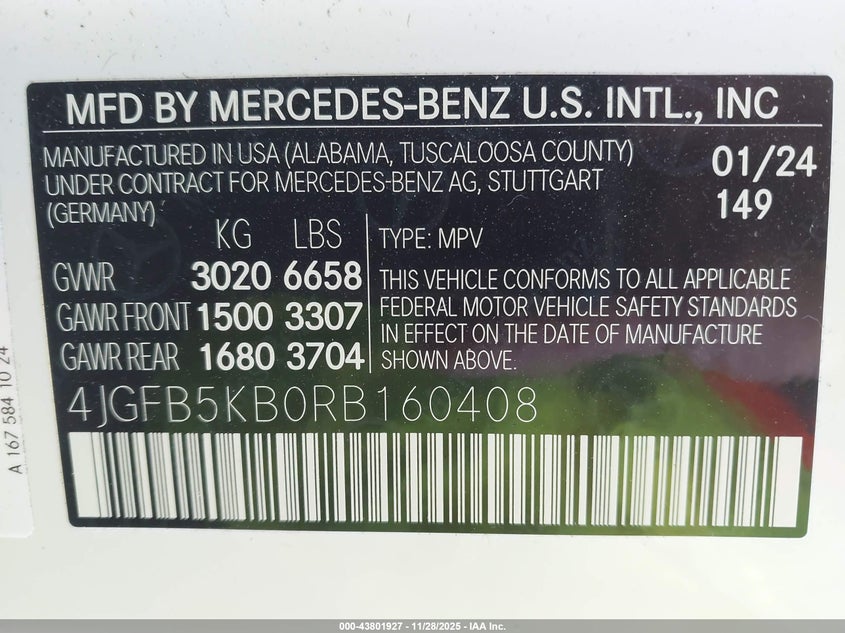 MFD BY MERCEDES-BENZ U.S. INTL., INC
MANUFACTURED IN USA (ALABAMA, TUSCALOOSA COUNTY)
UNDER CONTRACT FOR MERCEDES-BENZ AG, STUTTGART
(GERMANY)
01/24
149
KG LBS
GVWR 3020 6658
GAWR FRONT 1500 3307
GAWR REAR 1680 3704
TYPE: MPV
THIS VEHICLE CONFORMS TO ALL APPLICABLE
FEDERAL MOTOR VEHICLE SAFETY STANDARDS
IN EFFECT ON THE DATE OF MANUFACTURE
SHOWN ABOVE.
4JGFB5KB0RB160408
A 167 584 10 24
000-43801927 - 11/28/2025 - IAA Inc.